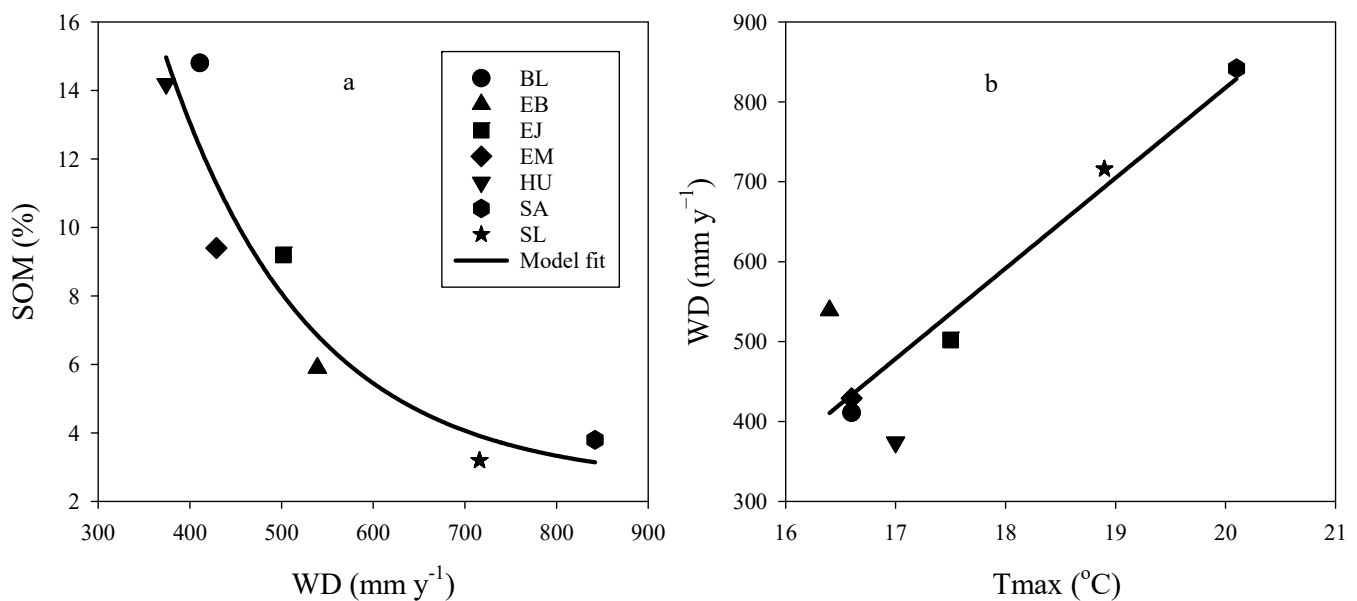 16
14
12
10
8
6
4
2
SOM (%)
300 400 500 600 700 800 900
WD (mm y⁻¹)
a
BL
EB
EJ
EM
HU
SA
SL
Model fit
900
800
700
600
500
400
300
WD (mm y⁻¹)
16 17 18 19 20 21
Tmax (°C)
b